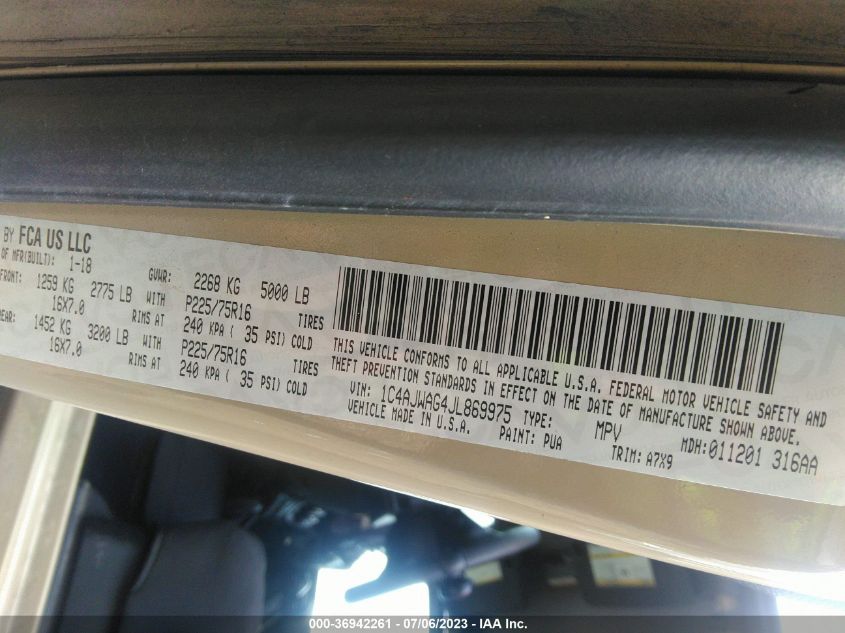 BY FCA US LLC
OF MFR(BUILT): 1-18 GVWR: 2268 KG 5000 LB
FRONT: 1259 KG 2775 LB WITH P225/75R16 TIRES
16X7.0 RIMS AT 240 KPA ( 35 PSI) COLD
REAR: 1452 KG 3200 LB WITH P225/75R16 TIRES
16X7.0 RIMS AT 240 KPA ( 35 PSI) COLD
THIS VEHICLE CONFORMS TO ALL APPLICABLE U.S.A. FEDERAL MOTOR VEHICLE SAFETY AND
THEFT PREVENTION STANDARDS IN EFFECT ON THE DATE OF MANUFACTURE SHOWN ABOVE.
VIN: 1C4AJWAG4JL869975 TYPE: MPV MDH:011201 316AA
VEHICLE MADE IN U.S.A. PAINT: PUA TRIM: A7X9
000-36942261 - 07/06/2023 - IAA Inc.